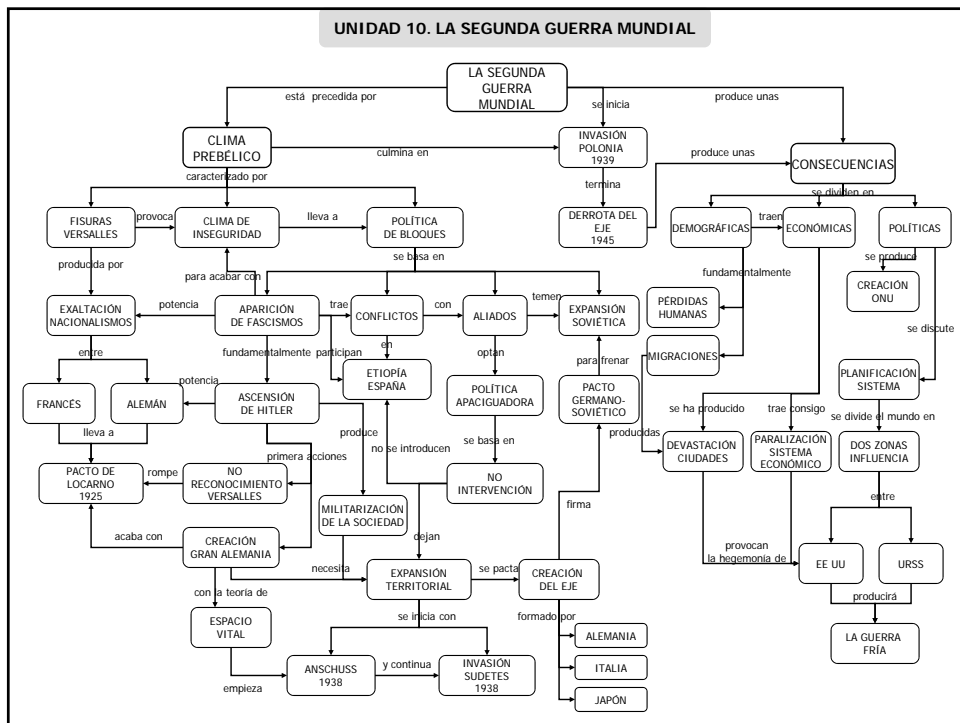 UNIDAD 10. LA SEGUNDA GUERRA MUNDIAL
LA SEGUNDA
GUERRA
MUNDIAL
está precedida por
se inicia
produce unas
CLIMA
PREBÉLICO
culmina en
INVASIÓN
POLONIA
1939
produce unas
CONSECUENCIAS
caracterizado por
termina
se dividen en
FISURAS
VERSALLES
provoca
CLIMA DE
INSEGURIDAD
lleva a
POLÍTICA
DE BLOQUES
DERROTA DEL
EJE
1945
DEMOGRÁFICAS
traen
ECONÓMICAS
POLÍTICAS
producida por
para acabar con
se basa en
fundamentalmente
se produce
CREACIÓN
ONU
EXALTACIÓN
NACIONALISMOS
potencia
APARICIÓN
DE FASCISMOS
trae
CONFLICTOS
con
ALIADOS
temen
EXPANSIÓN
SOVIÉTICA
PÉRDIDAS
HUMANAS
se discute
entre
fundamentalmente
participan
en
optan
para frenar
MIGRACIONES
ETIOPÍA
ESPAÑA
PLANIFICACIÓN
SISTEMA
FRANCÉS
ALEMÁN
potencia
ASCENSIÓN
DE HITLER
POLÍTICA
APACIGUADORA
PACTO
GERMANO-
SOVIÉTICO
lleva a
produce
no se introducen
se basa en
producidas
se ha producido
trae consigo
se divide el mundo en
primera acciones
PACTO DE
LOCARNO
1925
rompe
NO
RECONOCIMIENTO
VERSALLES
NO
INTERVENCIÓN
DEVASTACIÓN
CIUDADES
PARALIZACIÓN
SISTEMA
ECONÓMICO
DOS ZONAS
INFLUENCIA
MILITARIZACIÓN
DE LA SOCIEDAD
firma
entre
acaba con
CREACIÓN
GRAN ALEMANIA
dejan
provocan
la hegemonía de
necesita
EXPANSIÓN
TERRITORIAL
se pacta
CREACIÓN
DEL EJE
EE UU
URSS
con la teoría de
producirá
ESPACIO
VITAL
se inicia con
formado por
ALEMANIA
LA GUERRA
FRÍA
empieza
ANSCHUSS
1938
y continua
INVASIÓN
SUDETES
1938
ITALIA
JAPÓN